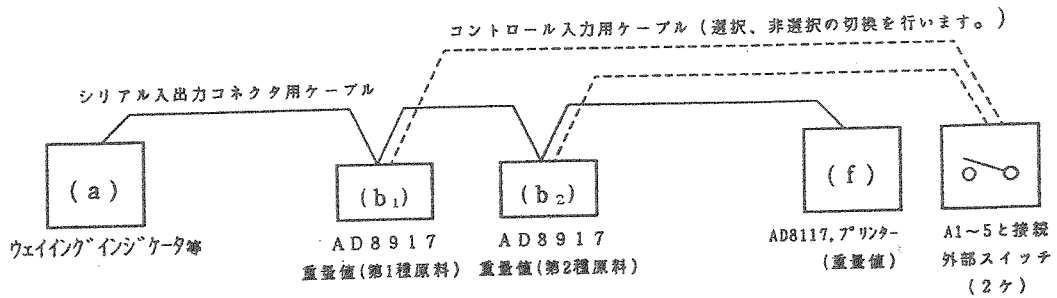 コントロール入力用ケーブル（選択、非選択の切換を行います。）
シリアル入出力コネクタ用ケーブル
(a)
(b₁)
(b₂)
(f)
ウェイイングインジケータ等
AD8917
重量値(第1種原料)
AD8917
重量値(第2種原料)
AD8117,プリンター
(重量値)
A1～5と接続
外部スイッチ
(2ケ)